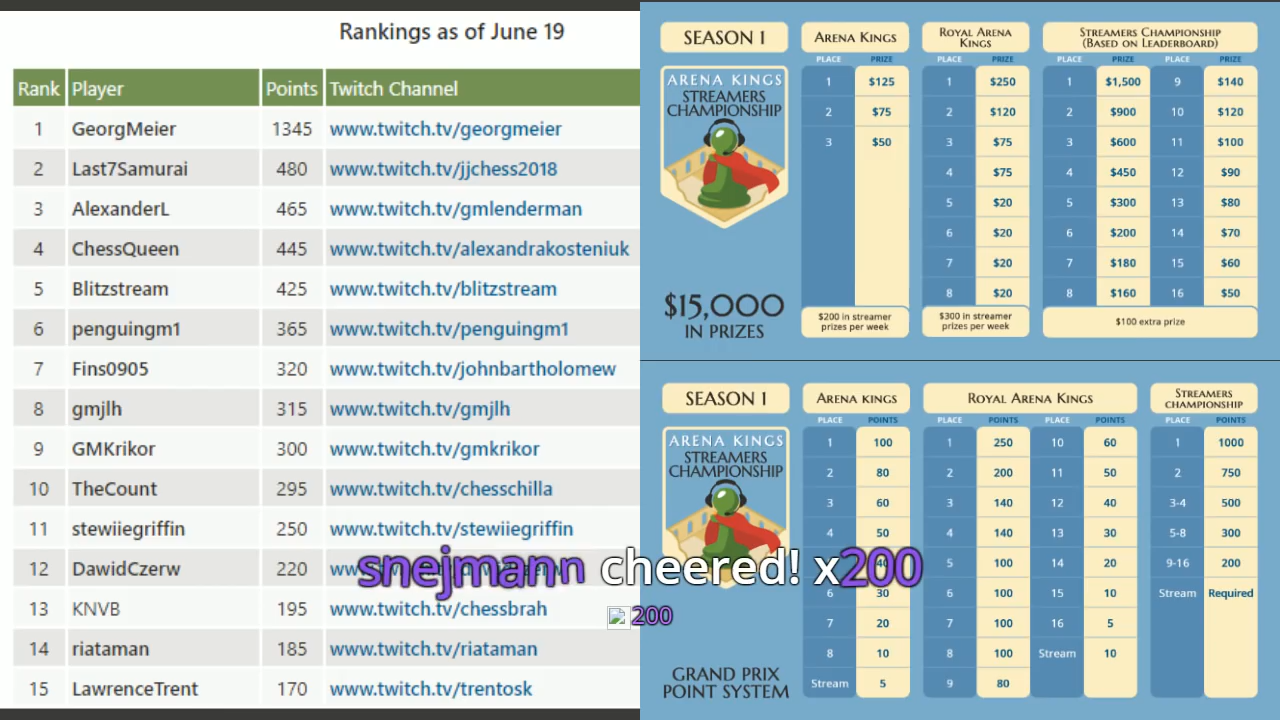 Rankings as of June 19
Rank Player Points Twitch Channel
1 GeorgMeier 1345 www.twitch.tv/georgmeier
2 Last7Samurai 480 www.twitch.tv/jjchess2018
3 AlexanderL 465 www.twitch.tv/gmlenderman
4 ChessQueen 445 www.twitch.tv/alexandrakosteniuk
5 Blitzstream 425 www.twitch.tv/blitzstream
6 penguingm1 365 www.twitch.tv/penguingm1
7 Fins0905 320 www.twitch.tv/johnbartholomew
8 gmjlh 315 www.twitch.tv/gmjlh
9 GMKrikor 300 www.twitch.tv/gmkrikor
10 TheCount 295 www.twitch.tv/chesschilla
11 stewiiegriffin 250 www.twitch.tv/stewiiegriffin
12 DawidCzerw 220
13 KNVB 195 www.twitch.tv/chessbrah
14 riataman 185 www.twitch.tv/riataman
15 LawrenceTrent 170 www.twitch.tv/trentosk
snejmann cheered! x200
200
SEASON 1
ARENA KINGS
STREAMERS
CHAMPIONSHIP
$15,000
IN PRIZES
ARENA KINGS
PLACE PRIZE
1 $125
2 $75
3 $50
$200 in streamer
prizes per week
ROYAL ARENA
KINGS
PLACE PRIZE
1 $250
2 $120
3 $75
4 $75
5 $20
6 $20
7 $20
8 $20
$300 in streamer
prizes per week
STREAMERS CHAMPIONSHIP
(BASED ON LEADERBOARD)
PLACE PRIZE PLACE PRIZE
1 $1,500 9 $140
2 $900 10 $120
3 $600 11 $100
4 $450 12 $90
5 $300 13 $80
6 $200 14 $70
7 $180 15 $60
8 $160 16 $50
$100 extra prize
SEASON 1
ARENA KINGS
STREAMERS
CHAMPIONSHIP
GRAND PRIX
POINT SYSTEM
ARENA KINGS
PLACE POINTS
1 100
2 80
3 60
4 50
6 30
7 20
8 10
Stream 5
ROYAL ARENA KINGS
PLACE POINTS PLACE POINTS
1 250 10 60
2 200 11 50
3 140 12 40
4 140 13 30
5 100 14 20
6 100 15 10
7 100 16 5
8 100 Stream 10
9 80
STREAMERS
CHAMPIONSHIP
PLACE POINTS
1 1000
2 750
3-4 500
5-8 300
9-16 200
Stream Required